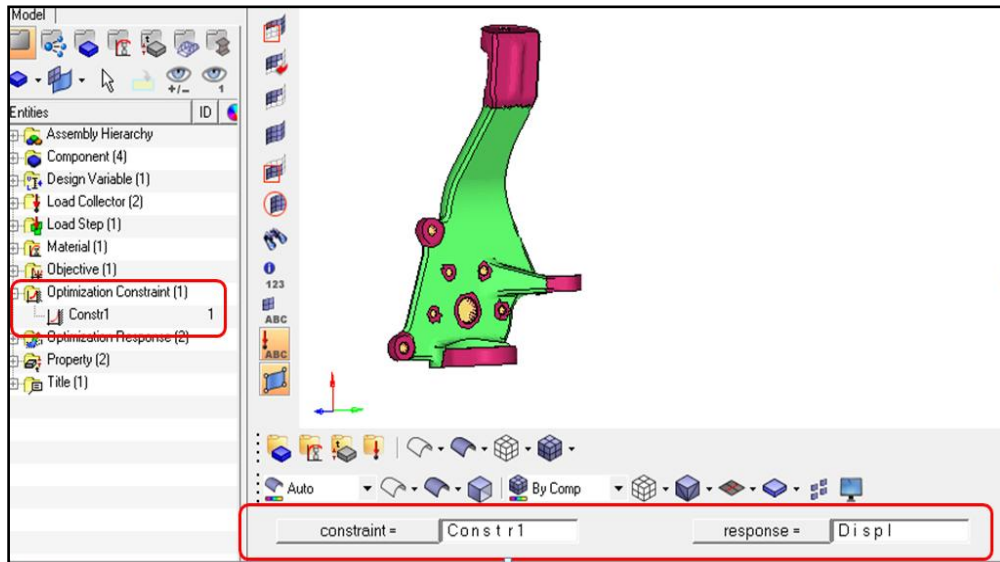 Model
+/-
1
Entities
ID
Assembly Hierarchy
Component (4)
Design Variable (1)
Load Collector (2)
Load Step (1)
Material (1)
Objective (1)
Optimization Constraint (1)
Constr1 1
Optimization Response (2)
Property (2)
Title (1)
123
ABC
ABC
Auto
By Comp
constraint = Constr1
response = Displ